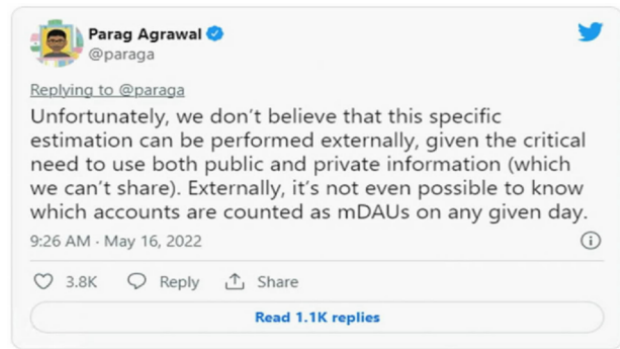 Parag Agrawal
@paraga
Replying to @paraga
Unfortunately, we don't believe that this specific
estimation can be performed externally, given the critical
need to use both public and private information (which
we can't share). Externally, it's not even possible to know
which accounts are counted as mDAUs on any given day.
9:26 AM · May 16, 2022
3.8K Reply Share
Read 1.1K replies